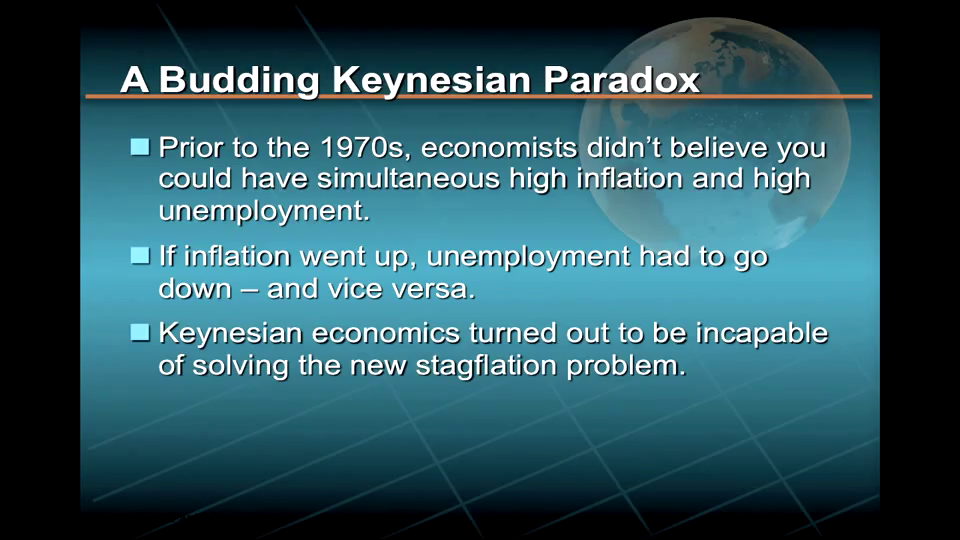 A Budding Keynesian Paradox
Prior to the 1970s, economists didn’t believe you
could have simultaneous high inflation and high
unemployment.
If inflation went up, unemployment had to go
down – and vice versa.
Keynesian economics turned out to be incapable
of solving the new stagflation problem.